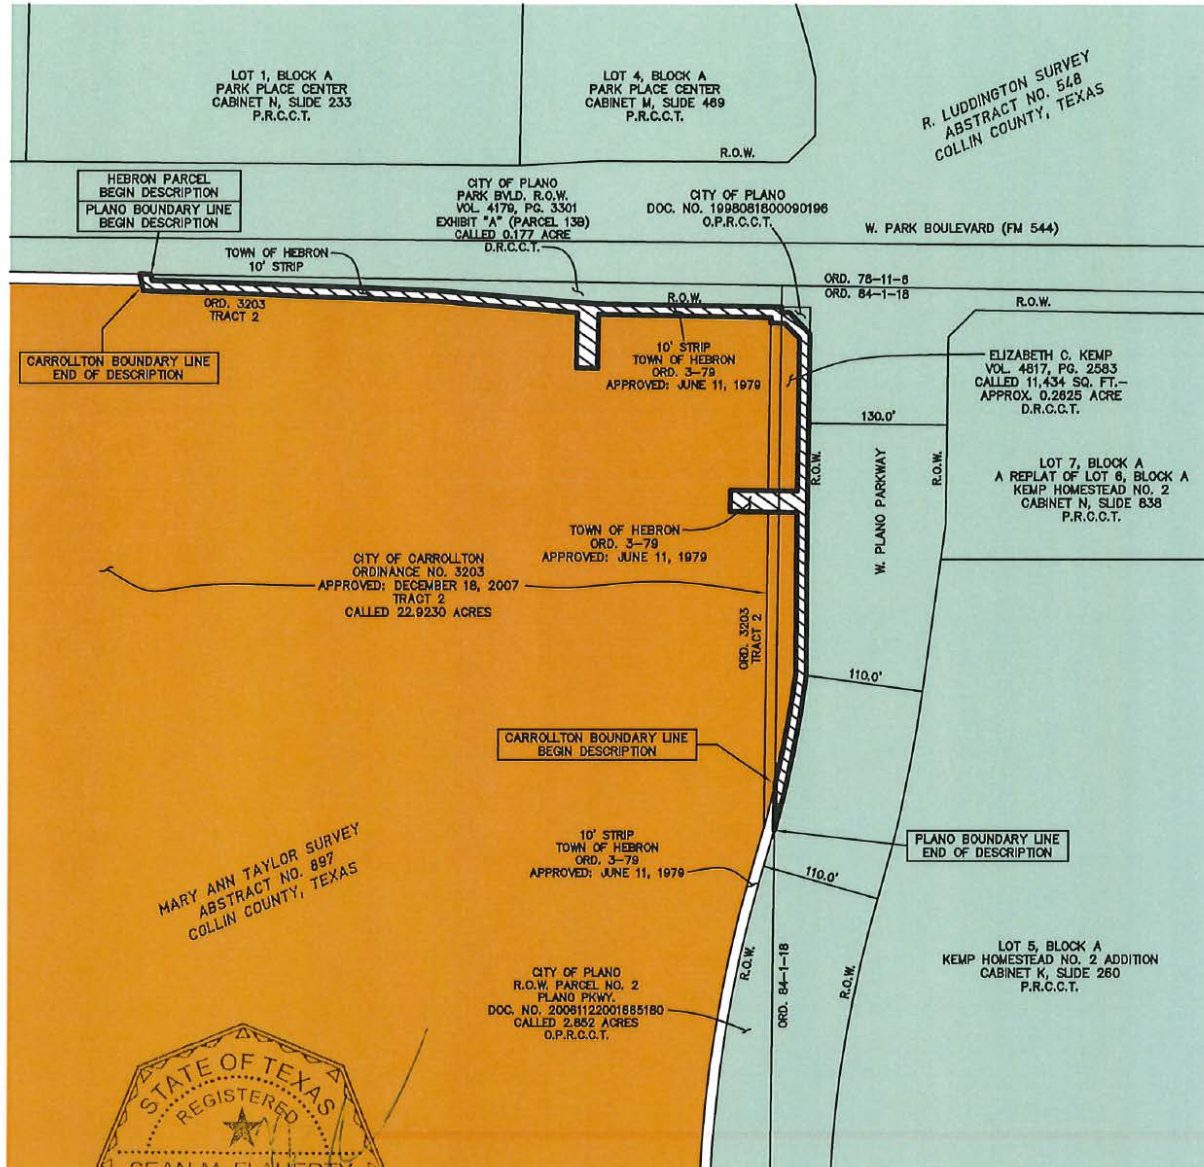 LOT 1, BLOCK A
PARK PLACE CENTER
CABINET N, SLIDE 233
P.R.C.C.T.
LOT 4, BLOCK A
PARK PLACE CENTER
CABINET M, SLIDE 469
P.R.C.C.T.
R. LUDDINGTON SURVEY
ABSTRACT NO. 548
COLLIN COUNTY, TEXAS
R.O.W.
HEBRON PARCEL
BEGIN DESCRIPTION
PLANO BOUNDARY LINE
BEGIN DESCRIPTION
CITY OF PLANO
PARK BVLD. R.O.W.
VOL. 4179, PG. 3301
EXHIBIT "A" (PARCEL 13B)
CALLED 0.177 ACRE
D.R.C.C.T.
CITY OF PLANO
DOC. NO. 1998081800090196
O.P.R.C.C.T.
W. PARK BOULEVARD (FM 544)
TOWN OF HEBRON
10' STRIP
ORD. 78-11-6
ORD. 84-1-18
R.O.W.
R.O.W.
ORD. 3203
TRACT 2
CARROLLTON BOUNDARY LINE
END OF DESCRIPTION
10' STRIP
TOWN OF HEBRON
ORD. 3-79
APPROVED: JUNE 11, 1979
ELIZABETH C. KEMP
VOL. 4817, PG. 2583
CALLED 11,434 SQ. FT.-
APPROX. 0.2625 ACRE
D.R.C.C.T.
130.0'
R.O.W.
W. PLANO PARKWAY
R.O.W.
LOT 7, BLOCK A
A REPLAT OF LOT 6, BLOCK A
KEMP HOMESTEAD NO. 2
CABINET N, SLIDE 838
P.R.C.C.T.
TOWN OF HEBRON
ORD. 3-79
APPROVED: JUNE 11, 1979
CITY OF CARROLLTON
ORDINANCE NO. 3203
APPROVED: DECEMBER 18, 2007
TRACT 2
CALLED 22.9230 ACRES
ORD. 3203
TRACT 2
110.0'
CARROLLTON BOUNDARY LINE
BEGIN DESCRIPTION
MARY ANN TAYLOR SURVEY
ABSTRACT NO. 897
COLLIN COUNTY, TEXAS
10' STRIP
TOWN OF HEBRON
ORD. 3-79
APPROVED: JUNE 11, 1979
PLANO BOUNDARY LINE
END OF DESCRIPTION
110.0'
CITY OF PLANO
R.O.W. PARCEL NO. 2
PLANO PKWY.
DOC. NO. 20061122001665180
CALLED 2.852 ACRES
O.P.R.C.C.T.
R.O.W.
ORD. 84-1-18
R.O.W.
LOT 5, BLOCK A
KEMP HOMESTEAD NO. 2 ADDITION
CABINET K, SLIDE 260
P.R.C.C.T.
STATE OF TEXAS
REGISTERED
SEAN M. FLAHERTY